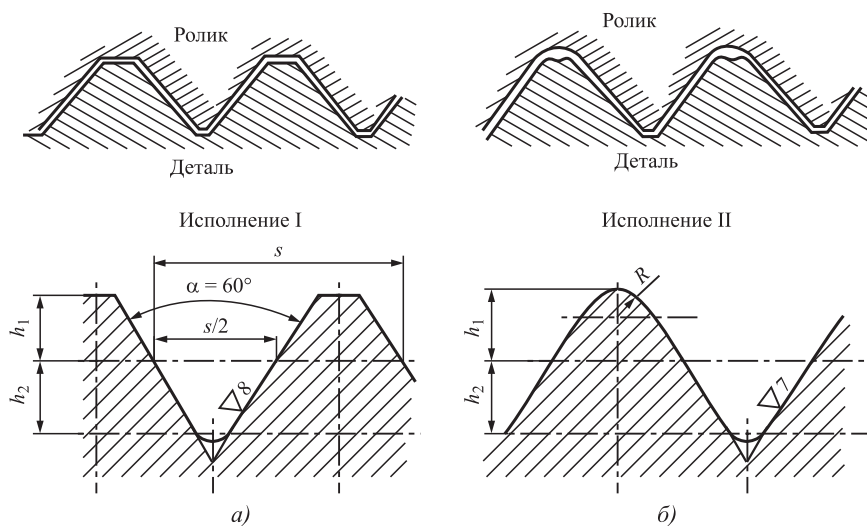 Ролик
Деталь
Исполнение I
s
α = 60°
s/2
h₁
h₂
8
а)
Ролик
Деталь
Исполнение II
R
h₁
h₂
7
б)